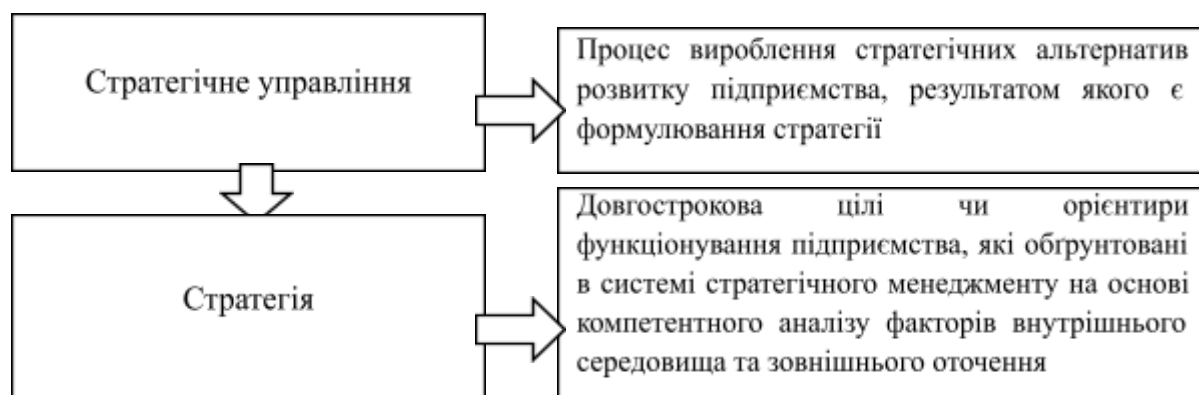 Стратегічне управління
Процес вироблення стратегічних альтернатив
розвитку підприємства, результатом якого є
формулювання стратегії
Стратегія
Довгострокова цілі чи орієнтири
функціонування підприємства, які обґрунтовані
в системі стратегічного менеджменту на основі
компетентного аналізу факторів внутрішнього
середовища та зовнішнього оточення